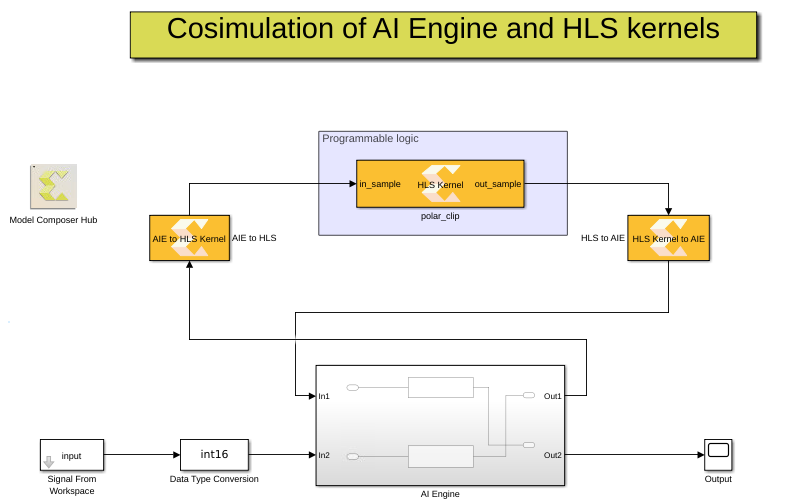 Cosimulation of AI Engine and HLS kernels
Programmable logic
in_sample
HLS Kernel
out_sample
polar_clip
Model Composer Hub
AIE to HLS Kernel
AIE to HLS
HLS to AIE
HLS Kernel to AIE
In1
Out1
In2
Out2
AI Engine
input
Signal From
Workspace
int16
Data Type Conversion
Output